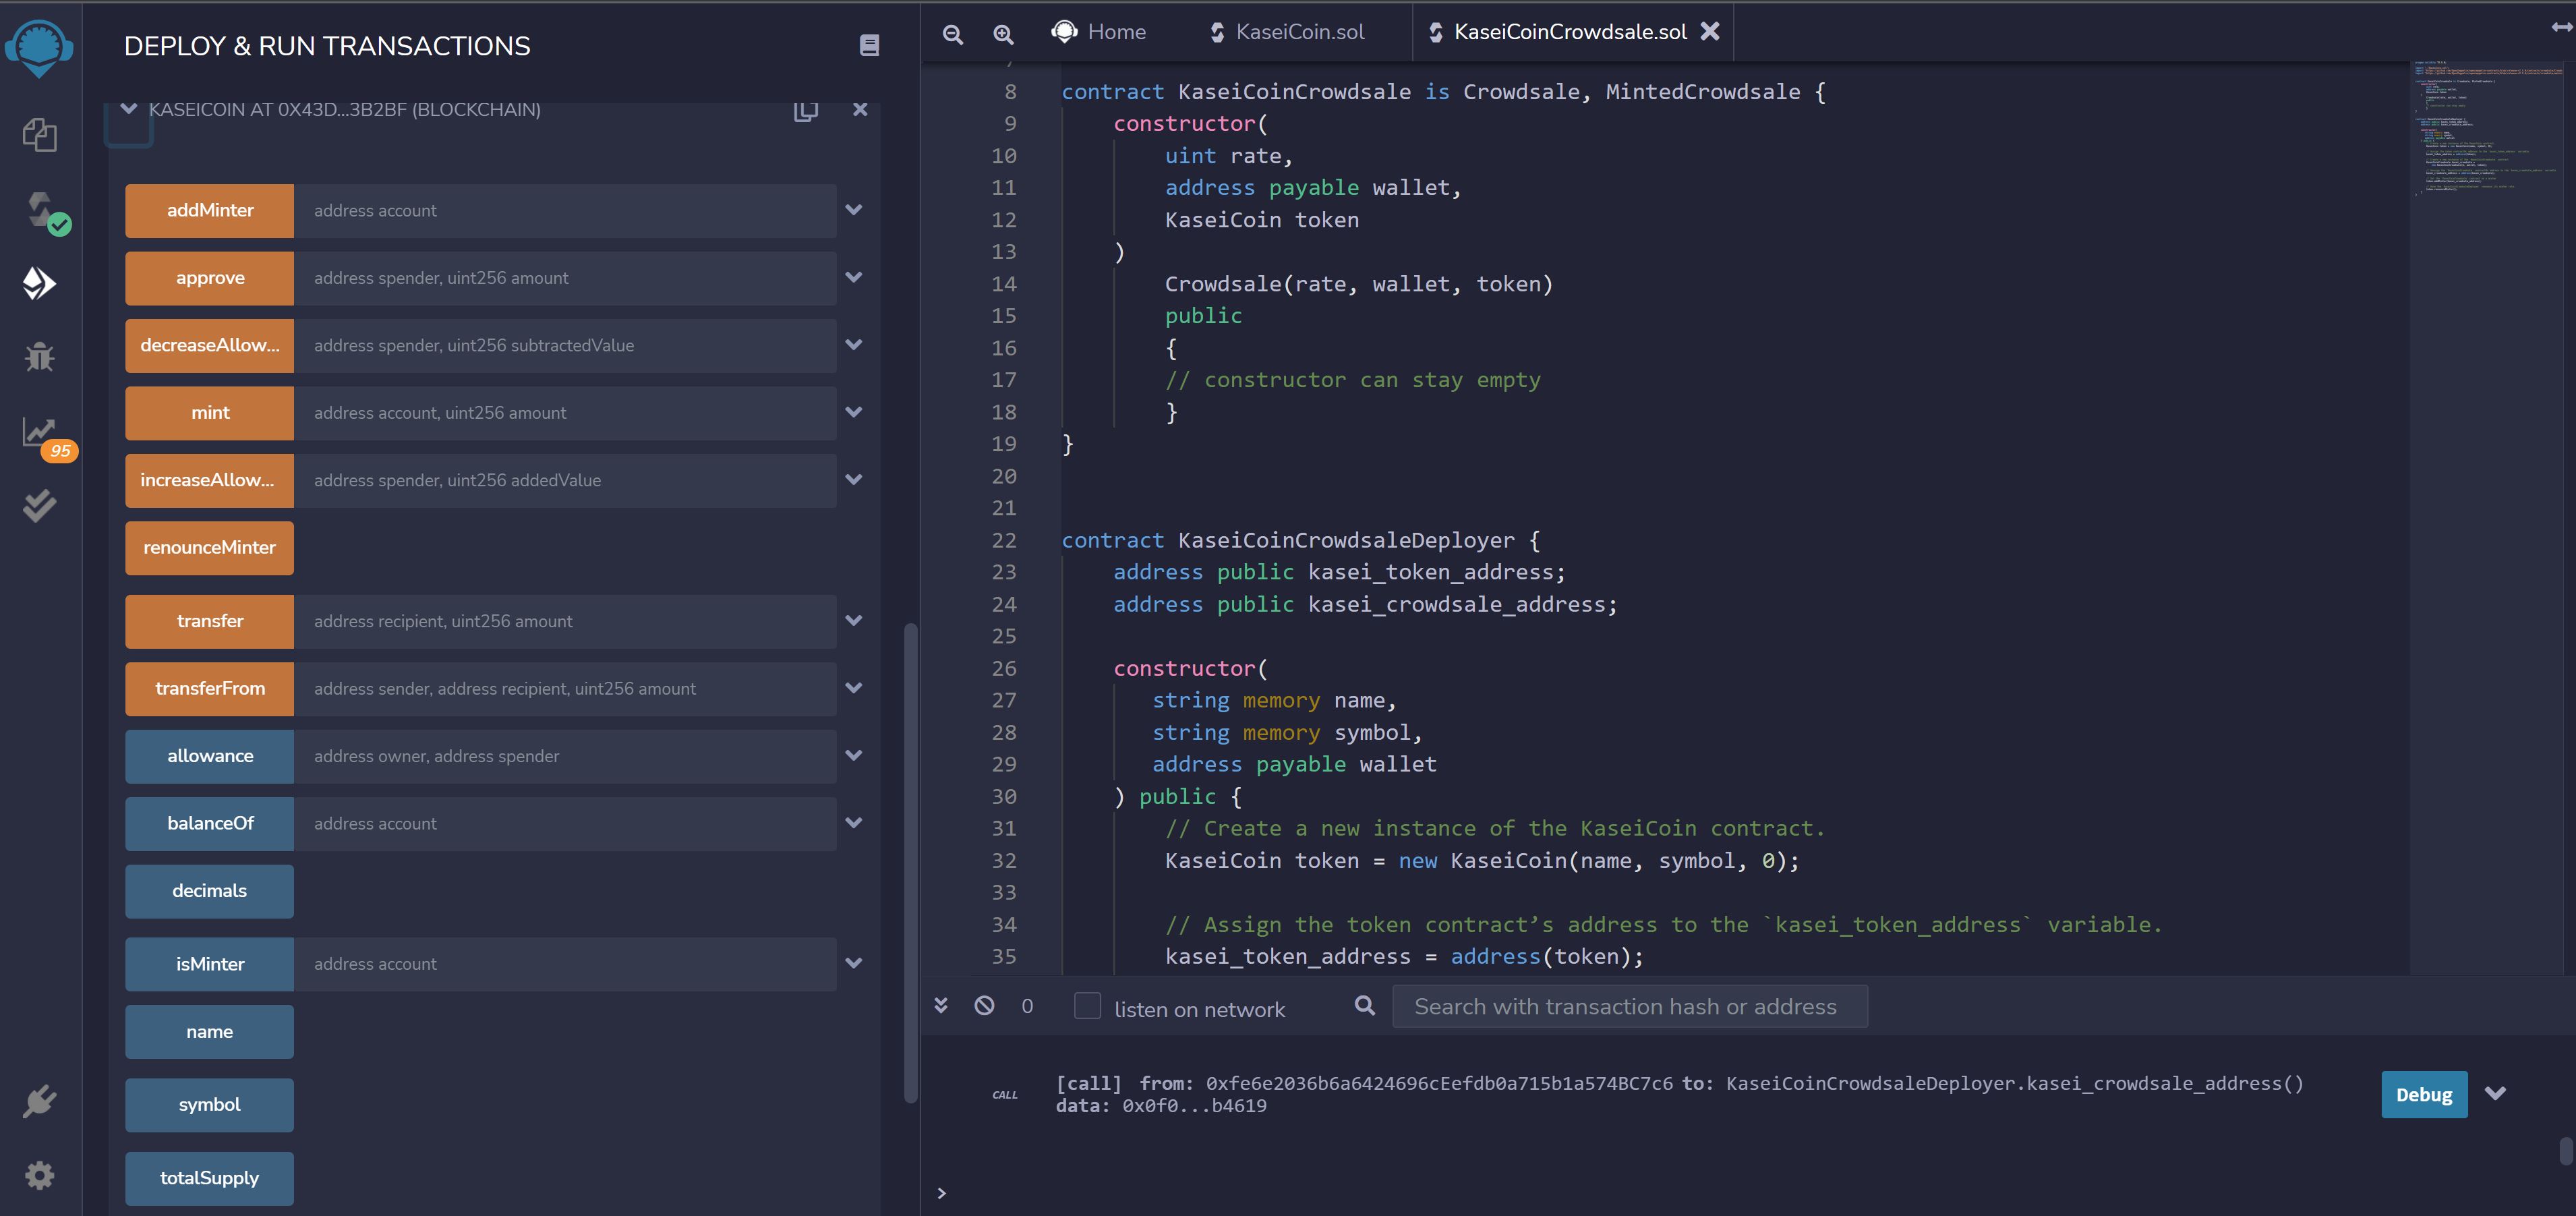 DEPLOY & RUN TRANSACTIONS
KASEICOIN AT 0X43D...3B2BF (BLOCKCHAIN)
addMinter address account
approve address spender, uint256 amount
decreaseAllow... address spender, uint256 subtractedValue
mint address account, uint256 amount
increaseAllow... address spender, uint256 addedValue
renounceMinter
transfer address recipient, uint256 amount
transferFrom address sender, address recipient, uint256 amount
allowance address owner, address spender
balanceOf address account
decimals
isMinter address account
name
symbol
totalSupply
95
Home KaseiCoin.sol KaseiCoinCrowdsale.sol
8 contract KaseiCoinCrowdsale is Crowdsale, MintedCrowdsale {
9 constructor(
10 uint rate,
11 address payable wallet,
12 KaseiCoin token
13 )
14 Crowdsale(rate, wallet, token)
15 public
16 {
17 // constructor can stay empty
18 }
19 }
20
21
22 contract KaseiCoinCrowdsaleDeployer {
23 address public kasei_token_address;
24 address public kasei_crowdsale_address;
25
26 constructor(
27 string memory name,
28 string memory symbol,
29 address payable wallet
30 ) public {
31 // Create a new instance of the KaseiCoin contract.
32 KaseiCoin token = new KaseiCoin(name, symbol, 0);
33
34 // Assign the token contract’s address to the `kasei_token_address` variable.
35 kasei_token_address = address(token);
0 listen on network Search with transaction hash or address
CALL [call] from: 0xfe6e2036b6a6424696cEefdb0a715b1a574BC7c6 to: KaseiCoinCrowdsaleDeployer.kasei_crowdsale_address()
data: 0x0f0...b4619
Debug
>